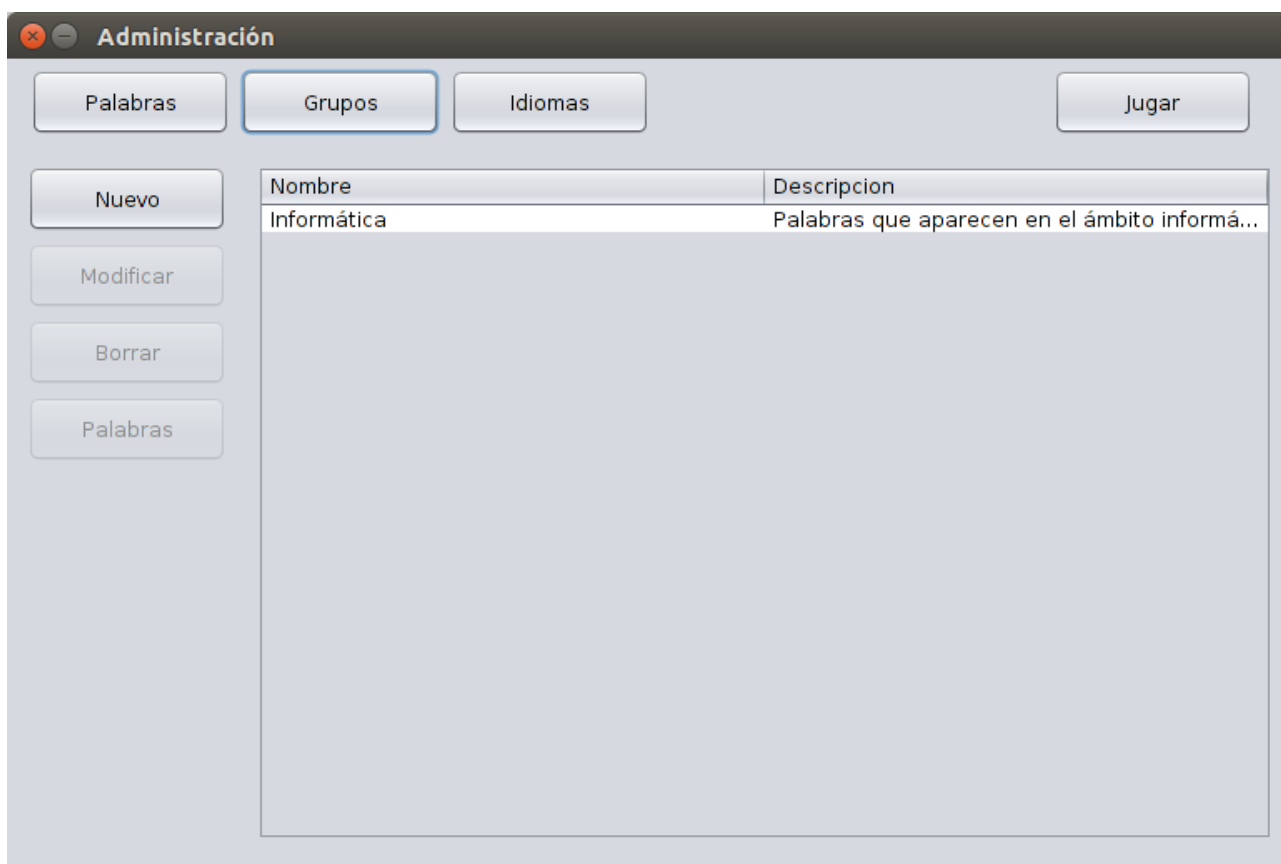 Administración
Palabras Grupos Idiomas Jugar
Nuevo
Modificar
Borrar
Palabras
Nombre Descripcion
Informática Palabras que aparecen en el ámbito informá...